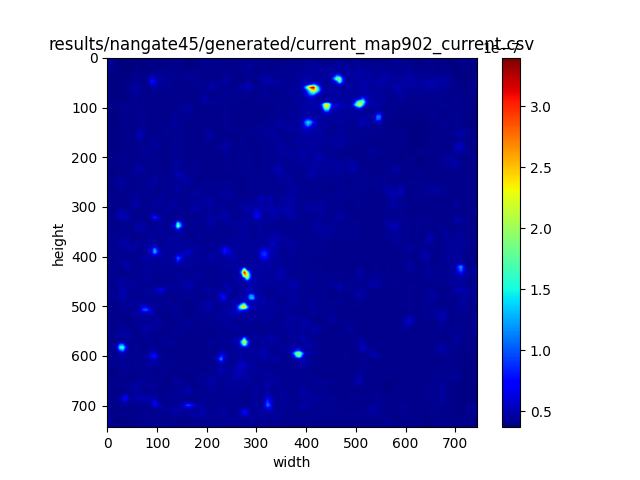 results/nangate45/generated/current_map902_current.csv
1e−7
0
100
200
300
400
500
600
700
height
0 100 200 300 400 500 600 700
width
3.0
2.5
2.0
1.5
1.0
0.5